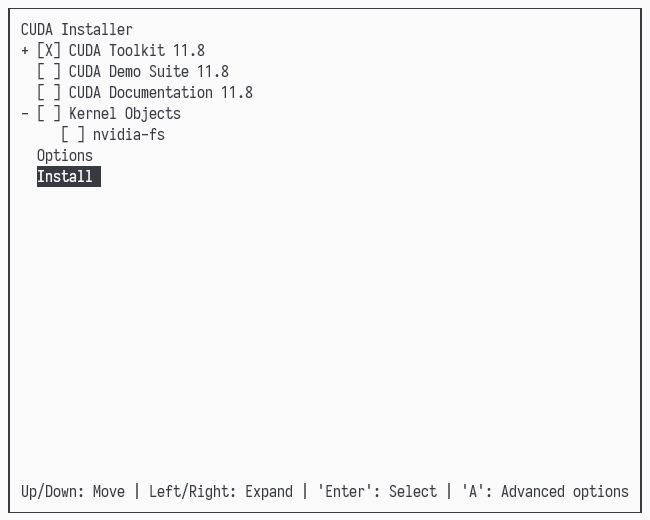 CUDA Installer
+ [X] CUDA Toolkit 11.8
  [ ] CUDA Demo Suite 11.8
  [ ] CUDA Documentation 11.8
- [ ] Kernel Objects
     [ ] nvidia-fs
  Options
  Install
Up/Down: Move | Left/Right: Expand | 'Enter': Select | 'A': Advanced options